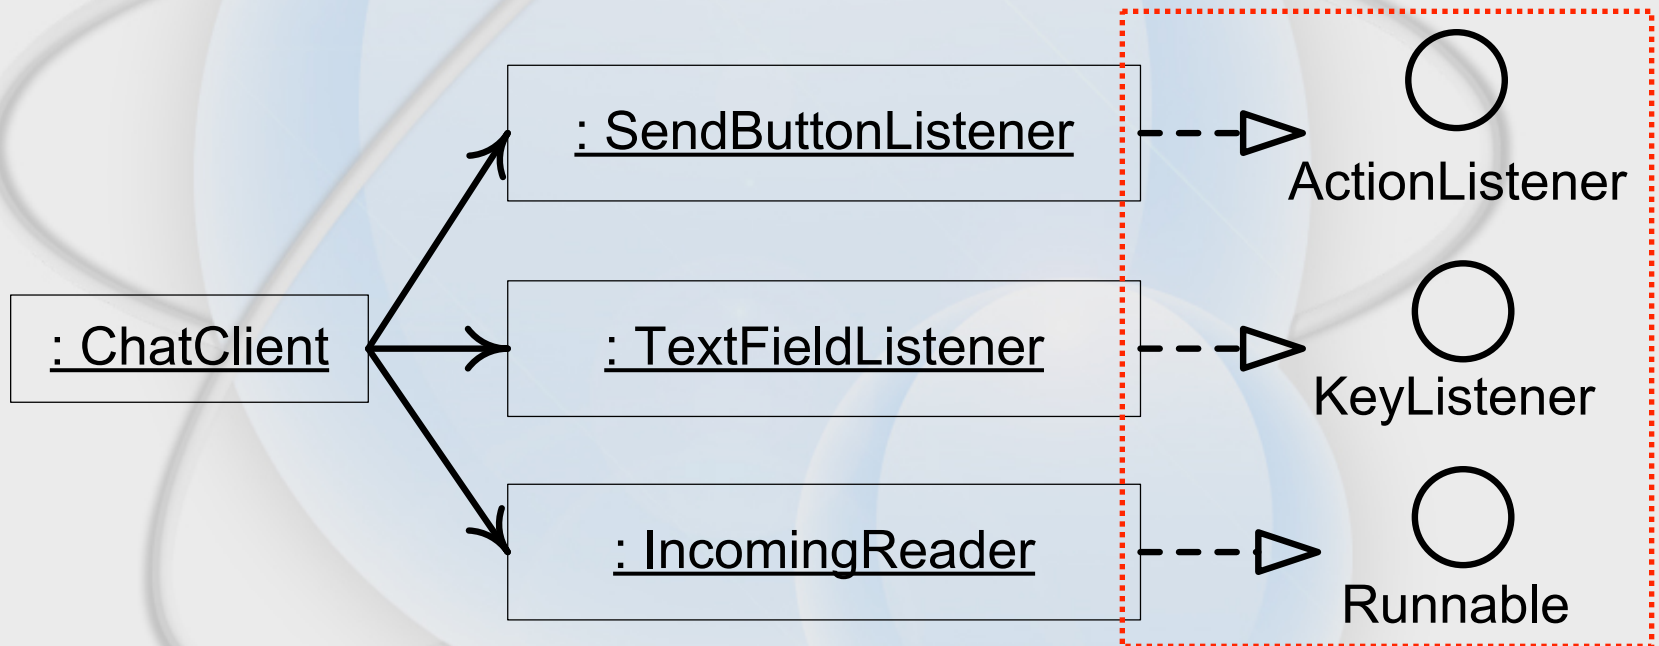 : SendButtonListener
ActionListener
: ChatClient
: TextFieldListener
KeyListener
: IncomingReader
Runnable